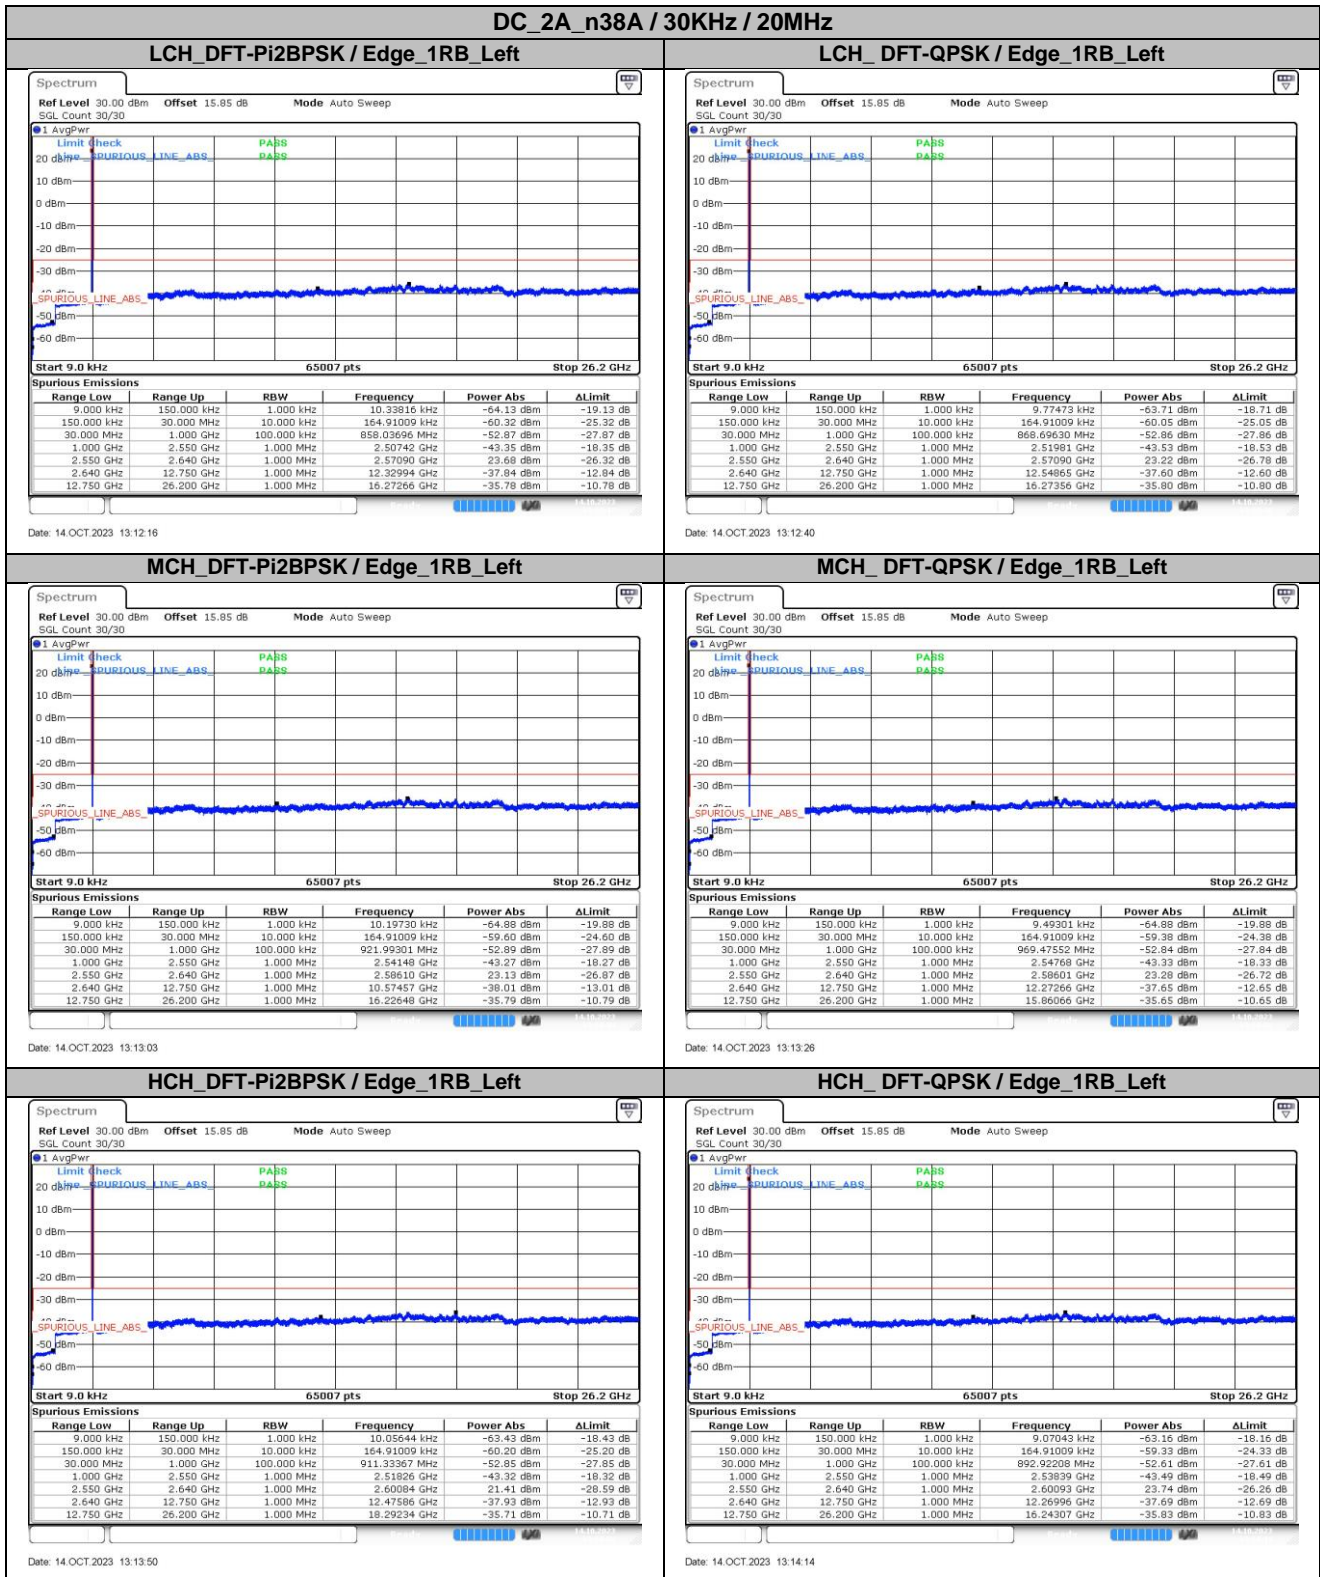 DC_2A_n38A / 30KHz / 20MHz
LCH_DFT-Pi2BPSK / Edge_1RB_Left
Spectrum
Ref Level 30.00 dBm Offset 15.85 dB Mode Auto Sweep
SGL Count 30/30
1 AvgPwr
Limit Check PASS
Line _SPURIOUS_LINE_ABS_ PASS
20 dBm
10 dBm
0 dBm
-10 dBm
-20 dBm
-30 dBm
-40 dBm
_SPURIOUS_LINE_ABS_
-50 dBm
-60 dBm
Start 9.0 kHz 65007 pts Stop 26.2 GHz
Spurious Emissions
Range Low Range Up RBW Frequency Power Abs ΔLimit
9.000 kHz 150.000 kHz 1.000 kHz 10.33816 kHz -64.13 dBm -19.13 dB
150.000 kHz 30.000 MHz 10.000 kHz 164.91009 kHz -60.32 dBm -25.32 dB
30.000 MHz 1.000 GHz 100.000 kHz 858.03696 MHz -52.87 dBm -27.87 dB
1.000 GHz 2.550 GHz 1.000 MHz 2.50742 GHz -43.35 dBm -18.35 dB
2.550 GHz 2.640 GHz 1.000 MHz 2.57090 GHz 23.68 dBm -26.32 dB
2.640 GHz 12.750 GHz 1.000 MHz 12.32994 GHz -37.84 dBm -12.84 dB
12.750 GHz 26.200 GHz 1.000 MHz 16.27266 GHz -35.78 dBm -10.78 dB
Date: 14.OCT.2023 13:12:16
LCH_ DFT-QPSK / Edge_1RB_Left
Spectrum
Ref Level 30.00 dBm Offset 15.85 dB Mode Auto Sweep
SGL Count 30/30
1 AvgPwr
Limit Check PASS
Line _SPURIOUS_LINE_ABS_ PASS
20 dBm
10 dBm
0 dBm
-10 dBm
-20 dBm
-30 dBm
-40 dBm
_SPURIOUS_LINE_ABS_
-50 dBm
-60 dBm
Start 9.0 kHz 65007 pts Stop 26.2 GHz
Spurious Emissions
Range Low Range Up RBW Frequency Power Abs ΔLimit
9.000 kHz 150.000 kHz 1.000 kHz 9.77473 kHz -63.71 dBm -18.71 dB
150.000 kHz 30.000 MHz 10.000 kHz 164.91009 kHz -60.05 dBm -25.05 dB
30.000 MHz 1.000 GHz 100.000 kHz 868.69630 MHz -52.86 dBm -27.86 dB
1.000 GHz 2.550 GHz 1.000 MHz 2.51981 GHz -43.53 dBm -18.53 dB
2.550 GHz 2.640 GHz 1.000 MHz 2.57090 GHz 23.22 dBm -26.78 dB
2.640 GHz 12.750 GHz 1.000 MHz 12.54865 GHz -37.60 dBm -12.60 dB
12.750 GHz 26.200 GHz 1.000 MHz 16.27356 GHz -35.80 dBm -10.80 dB
Date: 14.OCT.2023 13:12:40
MCH_DFT-Pi2BPSK / Edge_1RB_Left
Spectrum
Ref Level 30.00 dBm Offset 15.85 dB Mode Auto Sweep
SGL Count 30/30
1 AvgPwr
Limit Check PASS
Line _SPURIOUS_LINE_ABS_ PASS
20 dBm
10 dBm
0 dBm
-10 dBm
-20 dBm
-30 dBm
-40 dBm
_SPURIOUS_LINE_ABS_
-50 dBm
-60 dBm
Start 9.0 kHz 65007 pts Stop 26.2 GHz
Spurious Emissions
Range Low Range Up RBW Frequency Power Abs ΔLimit
9.000 kHz 150.000 kHz 1.000 kHz 10.19730 kHz -64.88 dBm -19.88 dB
150.000 kHz 30.000 MHz 10.000 kHz 164.91009 kHz -59.60 dBm -24.60 dB
30.000 MHz 1.000 GHz 100.000 kHz 921.99301 MHz -52.89 dBm -27.89 dB
1.000 GHz 2.550 GHz 1.000 MHz 2.54148 GHz -43.27 dBm -18.27 dB
2.550 GHz 2.640 GHz 1.000 MHz 2.58610 GHz 23.13 dBm -26.87 dB
2.640 GHz 12.750 GHz 1.000 MHz 10.57457 GHz -38.01 dBm -13.01 dB
12.750 GHz 26.200 GHz 1.000 MHz 16.22648 GHz -35.79 dBm -10.79 dB
Date: 14.OCT.2023 13:13:03
MCH_ DFT-QPSK / Edge_1RB_Left
Spectrum
Ref Level 30.00 dBm Offset 15.85 dB Mode Auto Sweep
SGL Count 30/30
1 AvgPwr
Limit Check PASS
Line _SPURIOUS_LINE_ABS_ PASS
20 dBm
10 dBm
0 dBm
-10 dBm
-20 dBm
-30 dBm
-40 dBm
_SPURIOUS_LINE_ABS_
-50 dBm
-60 dBm
Start 9.0 kHz 65007 pts Stop 26.2 GHz
Spurious Emissions
Range Low Range Up RBW Frequency Power Abs ΔLimit
9.000 kHz 150.000 kHz 1.000 kHz 9.49301 kHz -64.88 dBm -19.88 dB
150.000 kHz 30.000 MHz 10.000 kHz 164.91009 kHz -59.38 dBm -24.38 dB
30.000 MHz 1.000 GHz 100.000 kHz 969.47552 MHz -52.84 dBm -27.84 dB
1.000 GHz 2.550 GHz 1.000 MHz 2.54768 GHz -43.33 dBm -18.33 dB
2.550 GHz 2.640 GHz 1.000 MHz 2.58601 GHz 23.28 dBm -26.72 dB
2.640 GHz 12.750 GHz 1.000 MHz 12.27266 GHz -37.65 dBm -12.65 dB
12.750 GHz 26.200 GHz 1.000 MHz 15.86066 GHz -35.65 dBm -10.65 dB
Date: 14.OCT.2023 13:13:26
HCH_DFT-Pi2BPSK / Edge_1RB_Left
Spectrum
Ref Level 30.00 dBm Offset 15.85 dB Mode Auto Sweep
SGL Count 30/30
1 AvgPwr
Limit Check PASS
Line _SPURIOUS_LINE_ABS_ PASS
20 dBm
10 dBm
0 dBm
-10 dBm
-20 dBm
-30 dBm
-40 dBm
_SPURIOUS_LINE_ABS_
-50 dBm
-60 dBm
Start 9.0 kHz 65007 pts Stop 26.2 GHz
Spurious Emissions
Range Low Range Up RBW Frequency Power Abs ΔLimit
9.000 kHz 150.000 kHz 1.000 kHz 10.05644 kHz -63.43 dBm -18.43 dB
150.000 kHz 30.000 MHz 10.000 kHz 164.91009 kHz -60.20 dBm -25.20 dB
30.000 MHz 1.000 GHz 100.000 kHz 911.33367 MHz -52.85 dBm -27.85 dB
1.000 GHz 2.550 GHz 1.000 MHz 2.51826 GHz -43.32 dBm -18.32 dB
2.550 GHz 2.640 GHz 1.000 MHz 2.60084 GHz 21.41 dBm -28.59 dB
2.640 GHz 12.750 GHz 1.000 MHz 12.47586 GHz -37.93 dBm -12.93 dB
12.750 GHz 26.200 GHz 1.000 MHz 18.29234 GHz -35.71 dBm -10.71 dB
Date: 14.OCT.2023 13:13:50
HCH_ DFT-QPSK / Edge_1RB_Left
Spectrum
Ref Level 30.00 dBm Offset 15.85 dB Mode Auto Sweep
SGL Count 30/30
1 AvgPwr
Limit Check PASS
Line _SPURIOUS_LINE_ABS_ PASS
20 dBm
10 dBm
0 dBm
-10 dBm
-20 dBm
-30 dBm
-40 dBm
_SPURIOUS_LINE_ABS_
-50 dBm
-60 dBm
Start 9.0 kHz 65007 pts Stop 26.2 GHz
Spurious Emissions
Range Low Range Up RBW Frequency Power Abs ΔLimit
9.000 kHz 150.000 kHz 1.000 kHz 9.07043 kHz -63.16 dBm -18.16 dB
150.000 kHz 30.000 MHz 10.000 kHz 164.91009 kHz -59.33 dBm -24.33 dB
30.000 MHz 1.000 GHz 100.000 kHz 892.92208 MHz -52.61 dBm -27.61 dB
1.000 GHz 2.550 GHz 1.000 MHz 2.53839 GHz -43.49 dBm -18.49 dB
2.550 GHz 2.640 GHz 1.000 MHz 2.60093 GHz 23.74 dBm -26.26 dB
2.640 GHz 12.750 GHz 1.000 MHz 12.26996 GHz -37.69 dBm -12.69 dB
12.750 GHz 26.200 GHz 1.000 MHz 16.24307 GHz -35.83 dBm -10.83 dB
Date: 14.OCT.2023 13:14:14